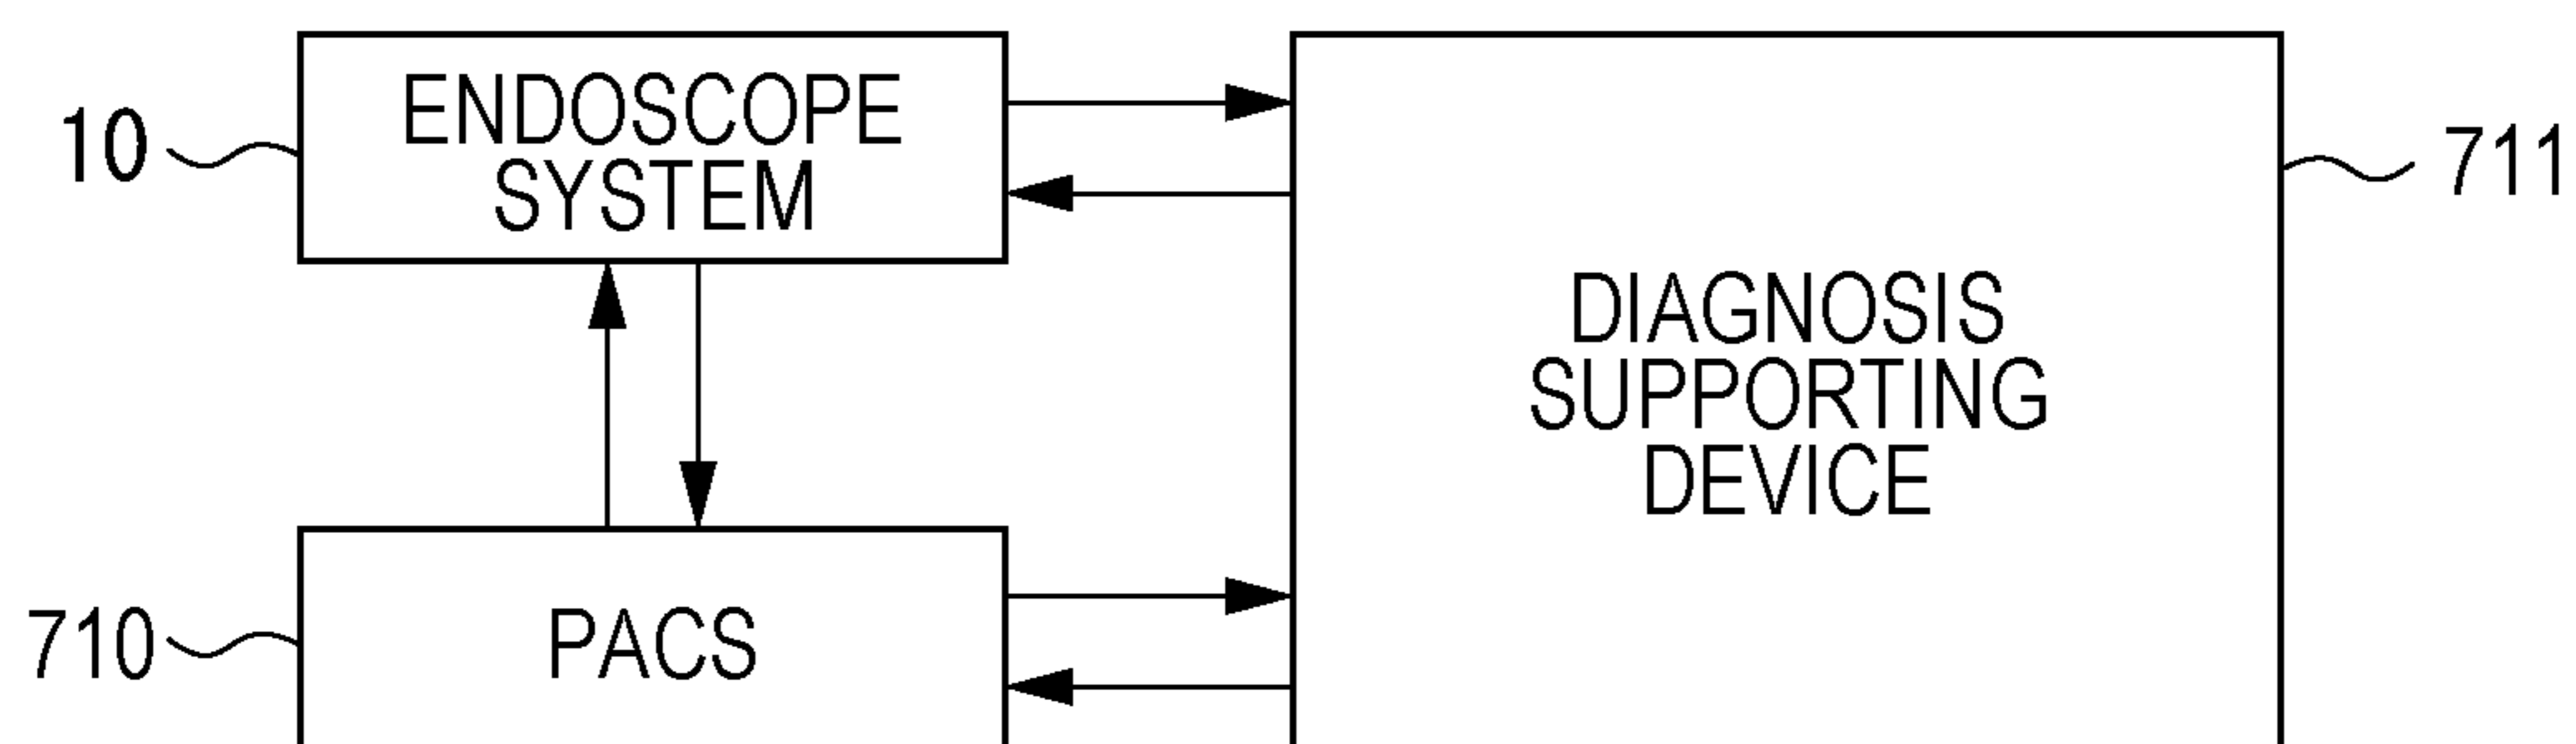 10
ENDOSCOPE
SYSTEM
711
DIAGNOSIS
SUPPORTING
DEVICE
710
PACS